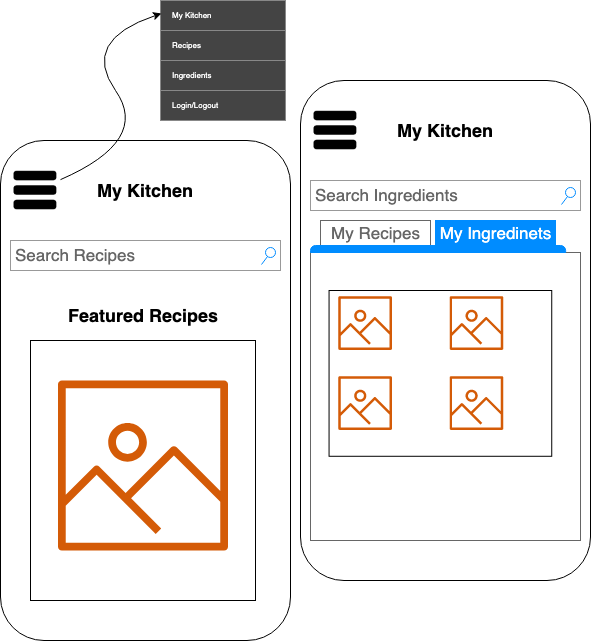 My Kitchen
Recipes
Ingredients
Login/Logout
My Kitchen
Search Recipes
Featured Recipes
My Kitchen
Search Ingredients
My Recipes
My Ingredinets